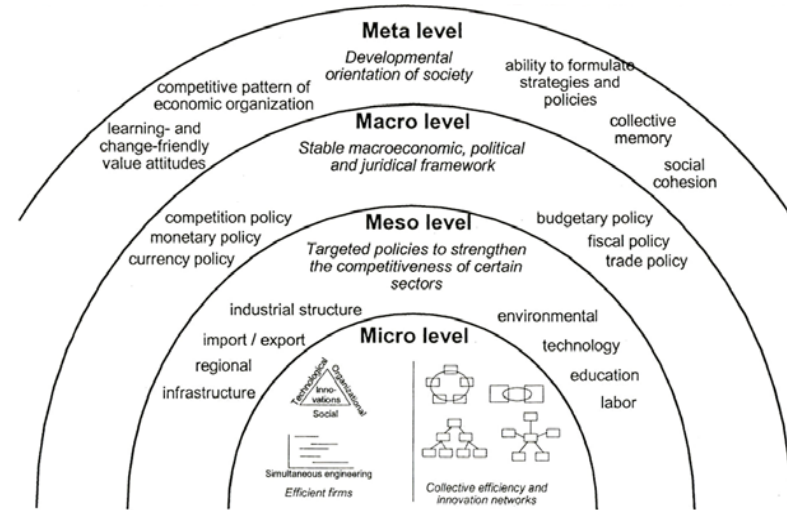 Meta level
Developmental
orientation of society
competitive pattern of
economic organization
learning- and
change-friendly
value attitudes
ability to formulate
strategies and
policies
collective
memory
social
cohesion
Macro level
Stable macroeconomic, political
and juridical framework
competition policy
monetary policy
currency policy
budgetary policy
fiscal policy
trade policy
Meso level
Targeted policies to strengthen
the competitiveness of certain
sectors
industrial structure
import / export
regional
infrastructure
environmental
technology
education
labor
Micro level
Technological
Organizational
Inno-
vations
Social
Simultaneous engineering
Efficient firms
Collective efficiency and
innovation networks